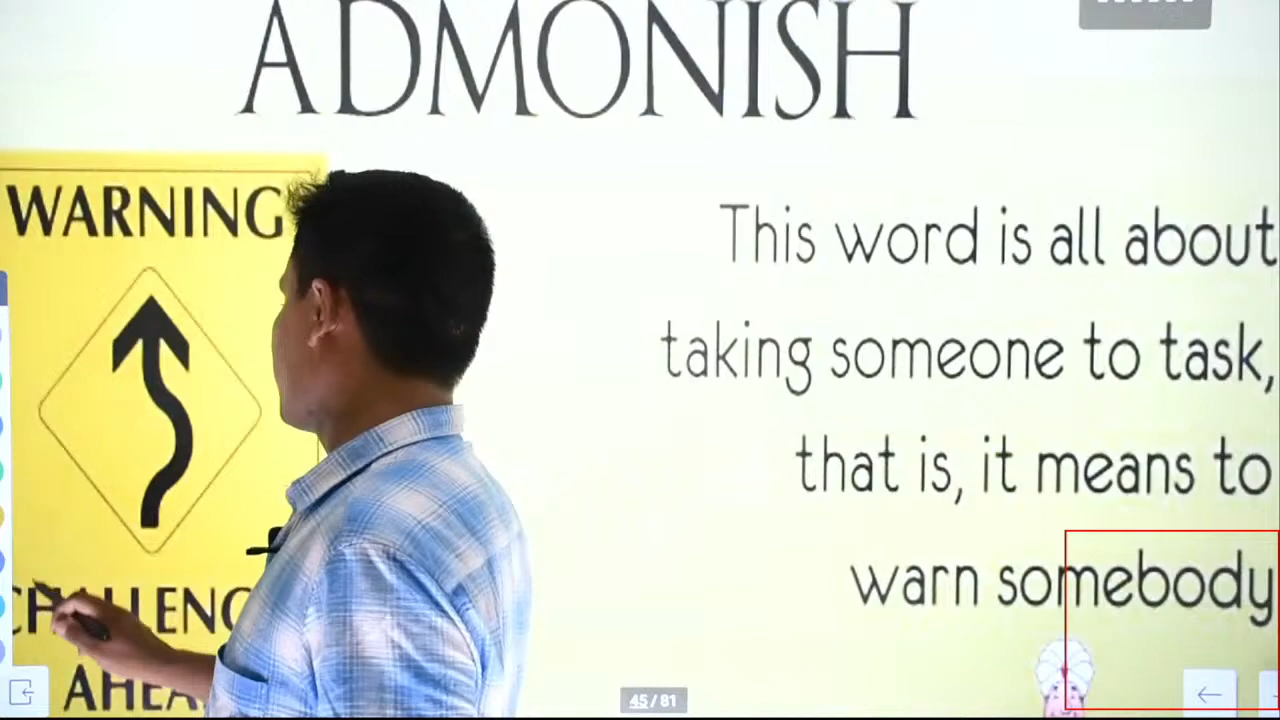 ADMONISH
WARNING
This word is all about
taking someone to task,
that is, it means to
warn somebody
AHEA
45 / 81